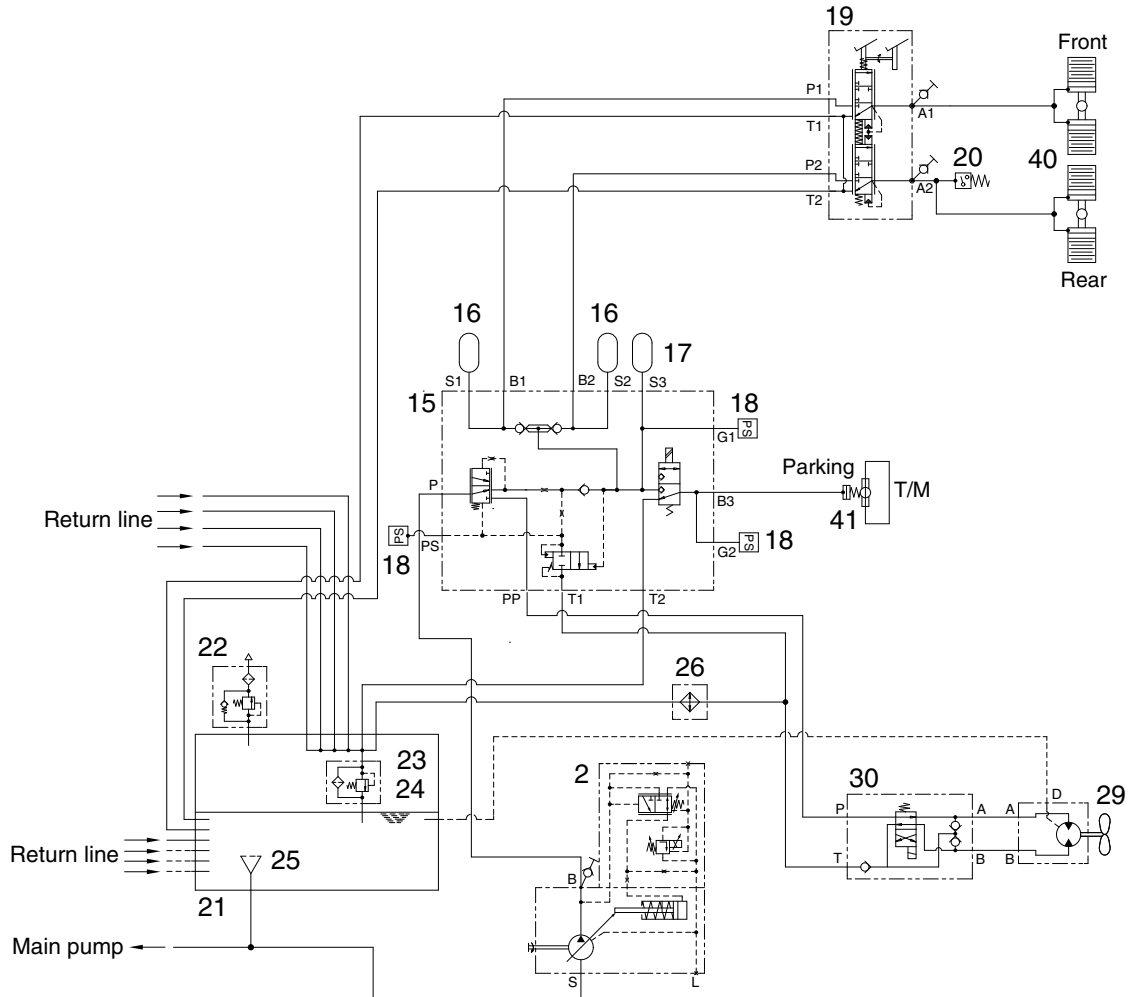 19
Front
P1
A1
T1
20
40
P2
A2
T2
Rear
16
16
17
S1
B1
B2
S2
S3
15
18
PS
G1
Parking
P
T/M
B3
Return line
41
PS
PS
18
18
PS
G2
PP
T1
T2
22
26
23
2
24
30
D
29
P
A
A
Return line
25
T
B
B
B
21
Main pump
S
L